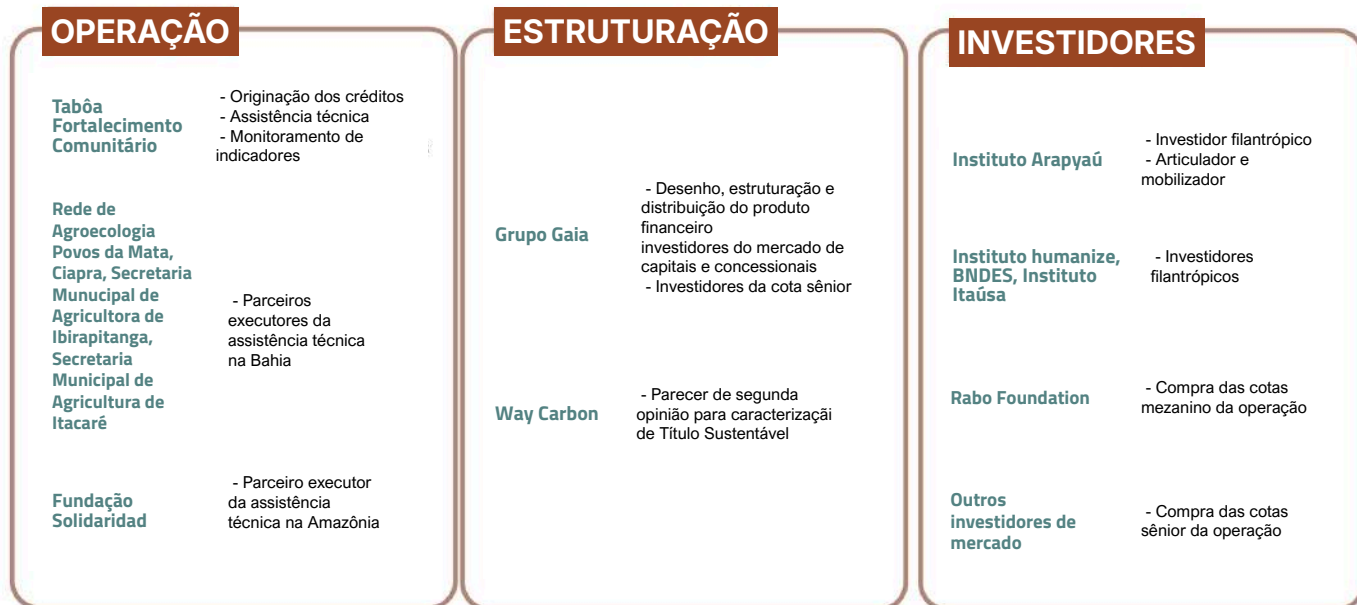 OPERAÇÃO
Tabôa
Fortalecimento
Comunitário
- Originação dos créditos
- Assistência técnica
- Monitoramento de
indicadores
Rede de
Agroecologia
Povos da Mata,
Ciapra, Secretaria
Munucipal de
Agricultora de
Ibirapitanga,
Secretaria
Municipal de
Agricultura de
Itacaré
- Parceiros
executores da
assistência técnica
na Bahia
Fundação
Solidaridad
- Parceiro executor
da assistência
técnica na Amazônia
ESTRUTURAÇÃO
Grupo Gaia
- Desenho, estruturação e
distribuição do produto
financeiro
investidores do mercado de
capitais e concessionais
- Investidores da cota sênior
Way Carbon
- Parecer de segunda
opinião para caracterizaçãi
de Título Sustentável
INVESTIDORES
Instituto Arapyaú
- Investidor filantrópico
- Articulador e
mobilizador
Instituto humanize,
BNDES, Instituto
Itaúsa
- Investidores
filantrópicos
Rabo Foundation
- Compra das cotas
mezanino da operação
Outros
investidores de
mercado
- Compra das cotas
sênior da operação